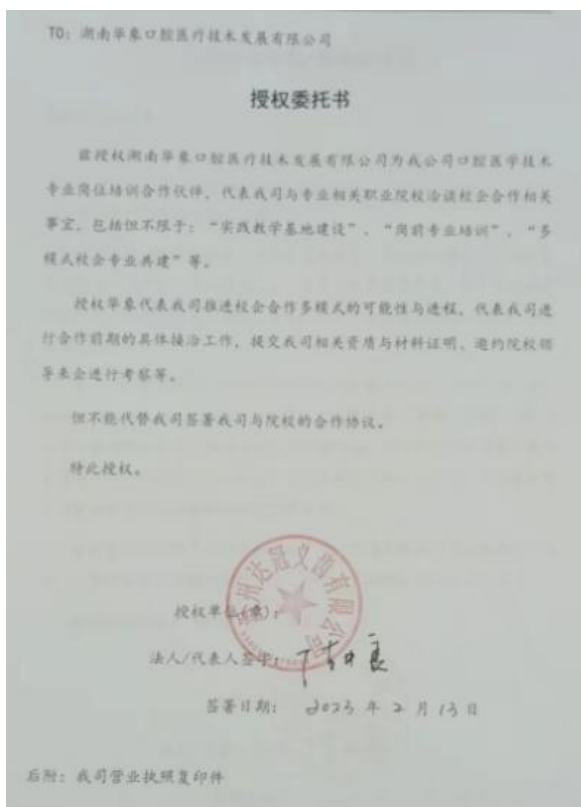 TO：湖南华象口腔医疗技术发展有限公司
授权委托书
兹授权湖南华象口腔医疗技术发展有限公司为我公司口腔医学技术
专业岗位培训合作伙伴，代表我司与专业相关职业院校洽谈校企合作相关
事宜，包括但不限于：“实践教学基地建设”、“岗前专业培训”、“多
模式校企专业共建”等。
授权华象代表我司推进校企合作多模式的可能性与进程，代表我司进
行合作前期的具体接洽工作，提交我司相关资质与材料证明、邀约院校领
导来企进行考察等。
但不能代替我司签署我司与院校的合作协议。
特此授权。
州达冠义齿有限公司
授权单位(章)：
法人/代表人签字：
签署日期： 2023 年 2 月 13 日
后附：我司营业执照复印件